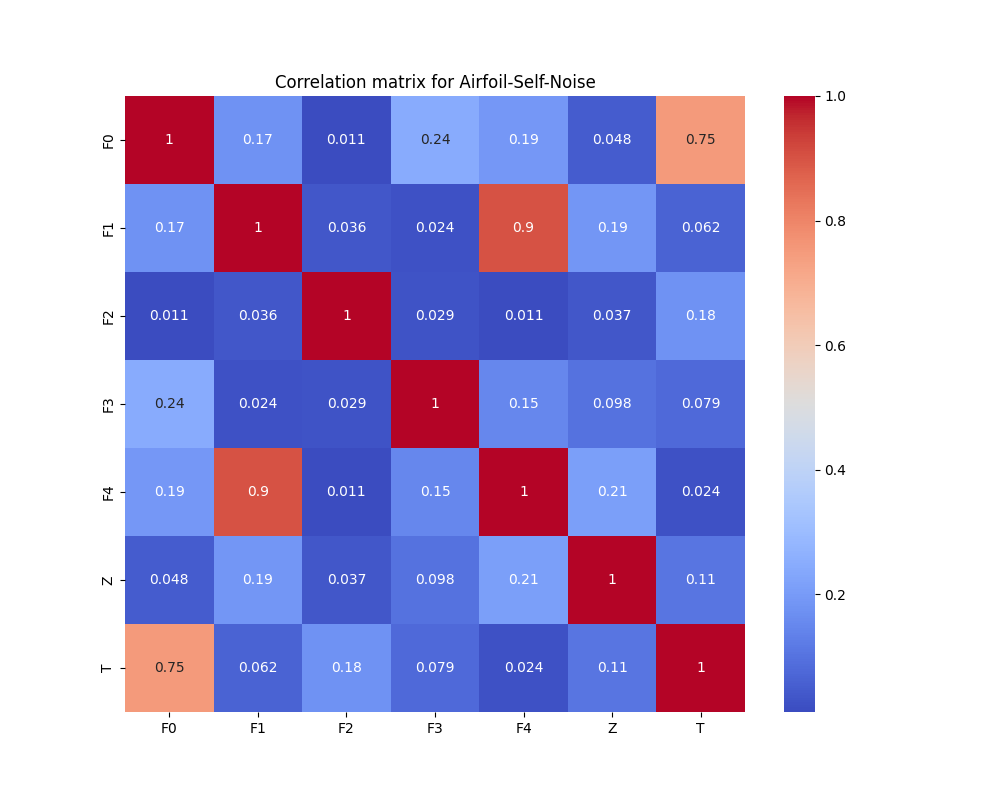 Correlation matrix for Airfoil-Self-Noise
F0 1 0.17 0.011 0.24 0.19 0.048 0.75
F1 0.17 1 0.036 0.024 0.9 0.19 0.062
F2 0.011 0.036 1 0.029 0.011 0.037 0.18
F3 0.24 0.024 0.029 1 0.15 0.098 0.079
F4 0.19 0.9 0.011 0.15 1 0.21 0.024
Z 0.048 0.19 0.037 0.098 0.21 1 0.11
T 0.75 0.062 0.18 0.079 0.024 0.11 1
F0 F1 F2 F3 F4 Z T
1.0
0.8
0.6
0.4
0.2